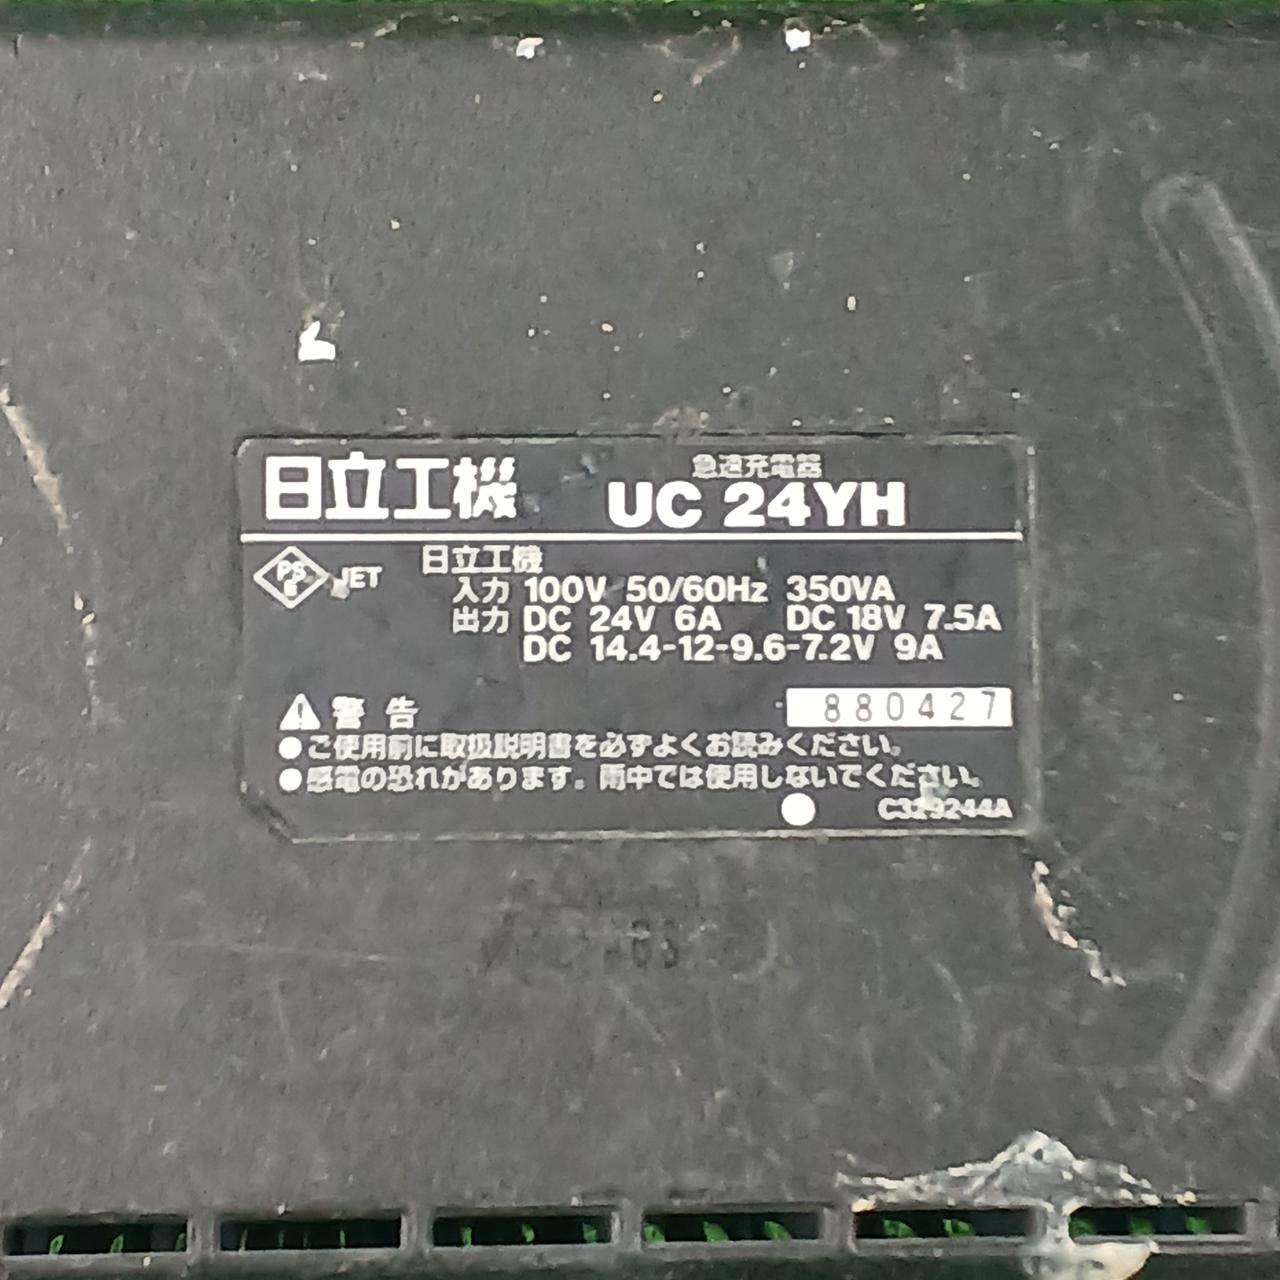 日立工機 急速充電器
UC 24YH
PS
E JET
日立工機
入力 100V 50/60Hz 350VA
出力 DC 24V 6A DC 18V 7.5A
DC 14.4-12-9.6-7.2V 9A
警告 880427
●ご使用前に取扱説明書を必ずよくお読みください。
●感電の恐れがあります。雨中では使用しないでください。
C329244A